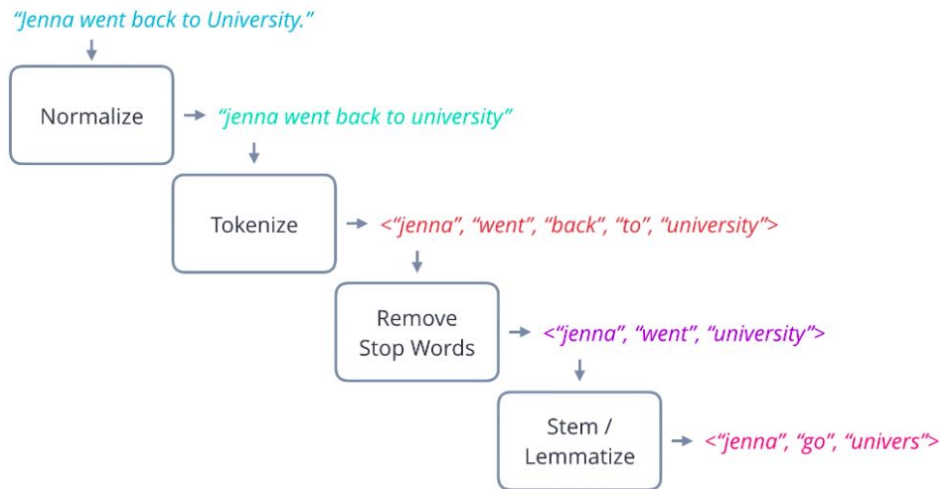 “Jenna went back to University.”
Normalize
“jenna went back to university”
Tokenize
<“jenna”, “went”, “back”, “to”, “university”>
Remove
Stop Words
<“jenna”, “went”, “university”>
Stem /
Lemmatize
<“jenna”, “go”, “univers”>